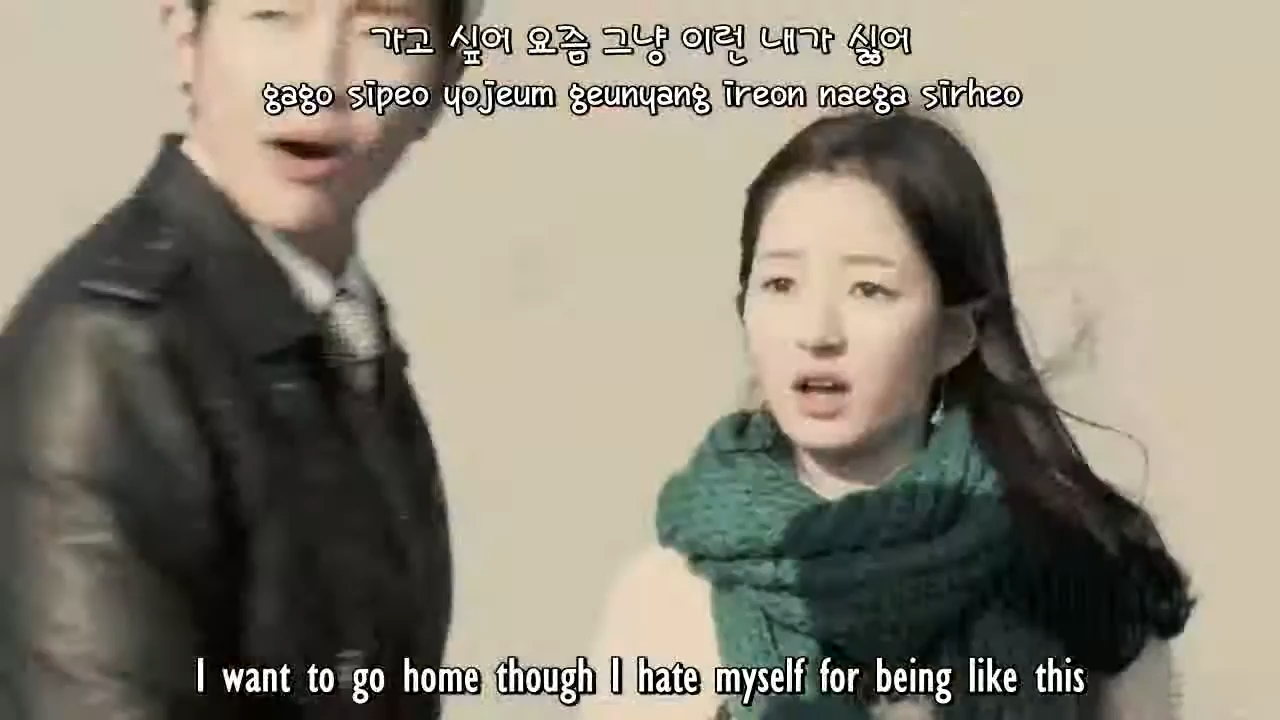 가고 싶어 요즘 그냥 이런 내가 싫어
gago sipeo yojeum geunyang ireon naega sirheo
I want to go home though I hate myself for being like this